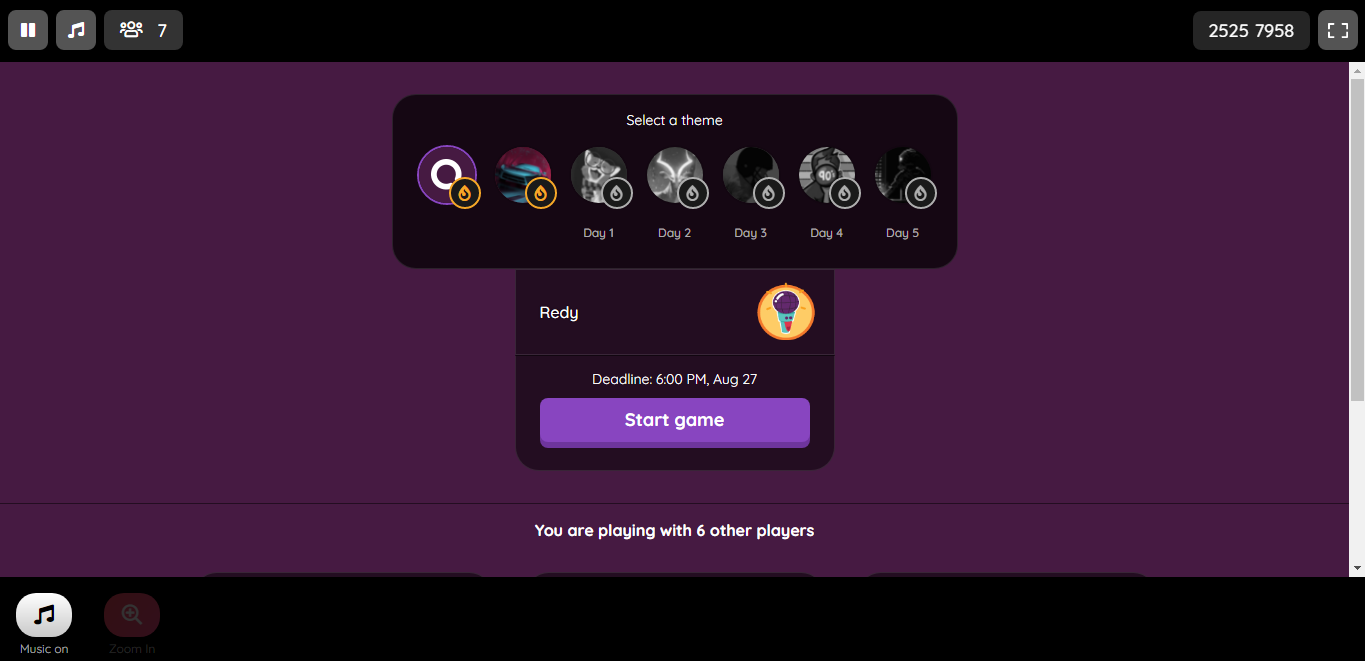 7
2525 7958
Select a theme
Day 1
Day 2
Day 3
90's
Day 4
Day 5
Redy
Deadline: 6:00 PM, Aug 27
Start game
You are playing with 6 other players
Music on
Zoom In